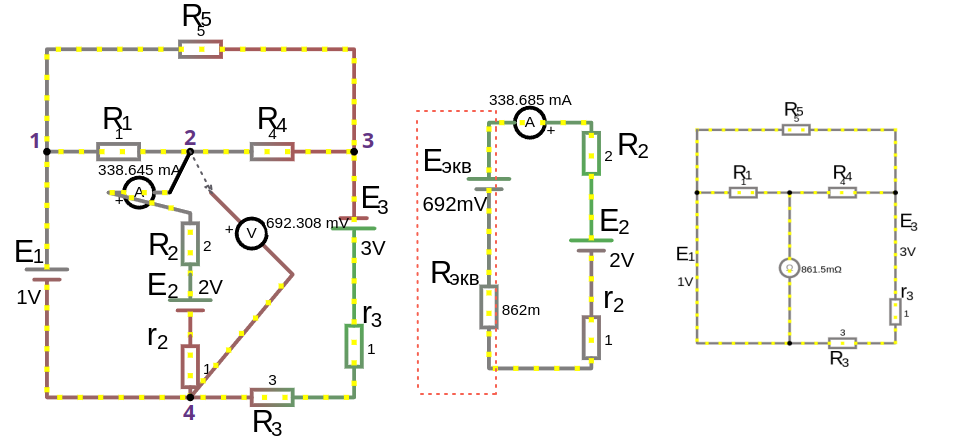 R5
5
R1
1
R4
4
1
2
3
338.645 mA
A
+
E3
3V
692.308 mV
+
V
R2
2
E1
1V
E2
2V
r3
1
r2
1
3
R3
4
338.685 mA
A
+
R2
2
Eэкв
692mV
E2
2V
Rэкв
862m
r2
1
R5
5
R1
1
R4
4
E3
3V
E1
1V
Ω
861.5mΩ
r3
1
3
R3